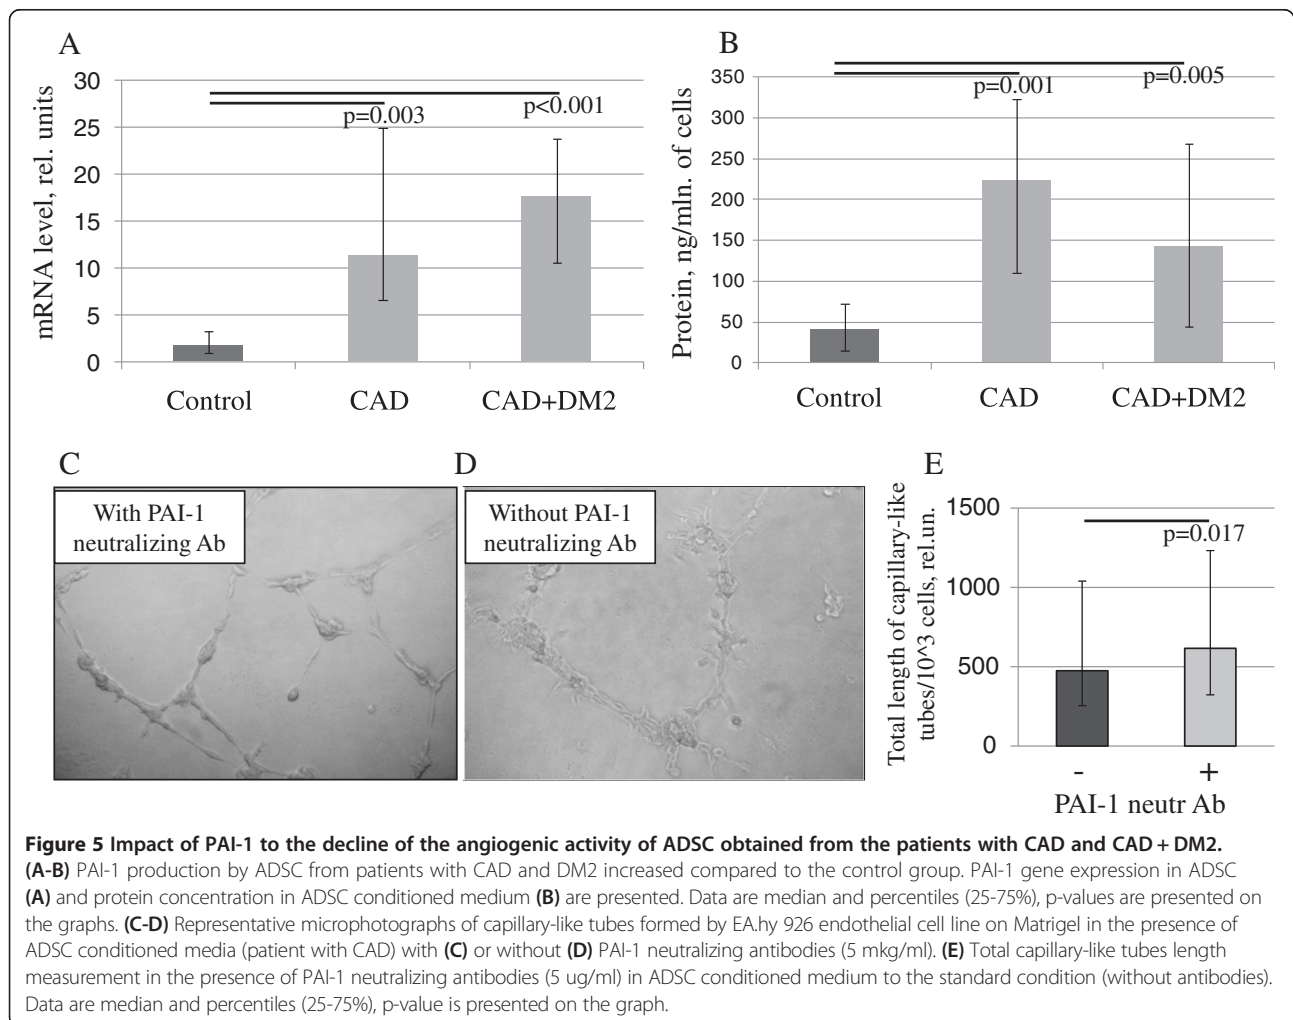 A
mRNA level, rel. units
30
25
20
15
10
5
0
p=0.003
p<0.001
Control
CAD
CAD+DM2
B
Protein, ng/mln. of cells
350
300
250
200
150
100
50
0
p=0.001
p=0.005
Control
CAD
CAD+DM2
C
With PAI-1
neutralizing Ab
D
Without PAI-1
neutralizing Ab
E
Total length of capillary-like
tubes/10^3 cells, rel.un.
1500
1000
500
0
p=0.017
-
+
PAI-1 neutr Ab
Figure 5 Impact of PAI-1 to the decline of the angiogenic activity of ADSC obtained from the patients with CAD and CAD + DM2.
(A-B) PAI-1 production by ADSC from patients with CAD and DM2 increased compared to the control group. PAI-1 gene expression in ADSC
(A) and protein concentration in ADSC conditioned medium (B) are presented. Data are median and percentiles (25-75%), p-values are presented on
the graphs. (C-D) Representative microphotographs of capillary-like tubes formed by EA.hy 926 endothelial cell line on Matrigel in the presence of
ADSC conditioned media (patient with CAD) with (C) or without (D) PAI-1 neutralizing antibodies (5 mkg/ml). (E) Total capillary-like tubes length
measurement in the presence of PAI-1 neutralizing antibodies (5 ug/ml) in ADSC conditioned medium to the standard condition (without antibodies).
Data are median and percentiles (25-75%), p-value is presented on the graph.